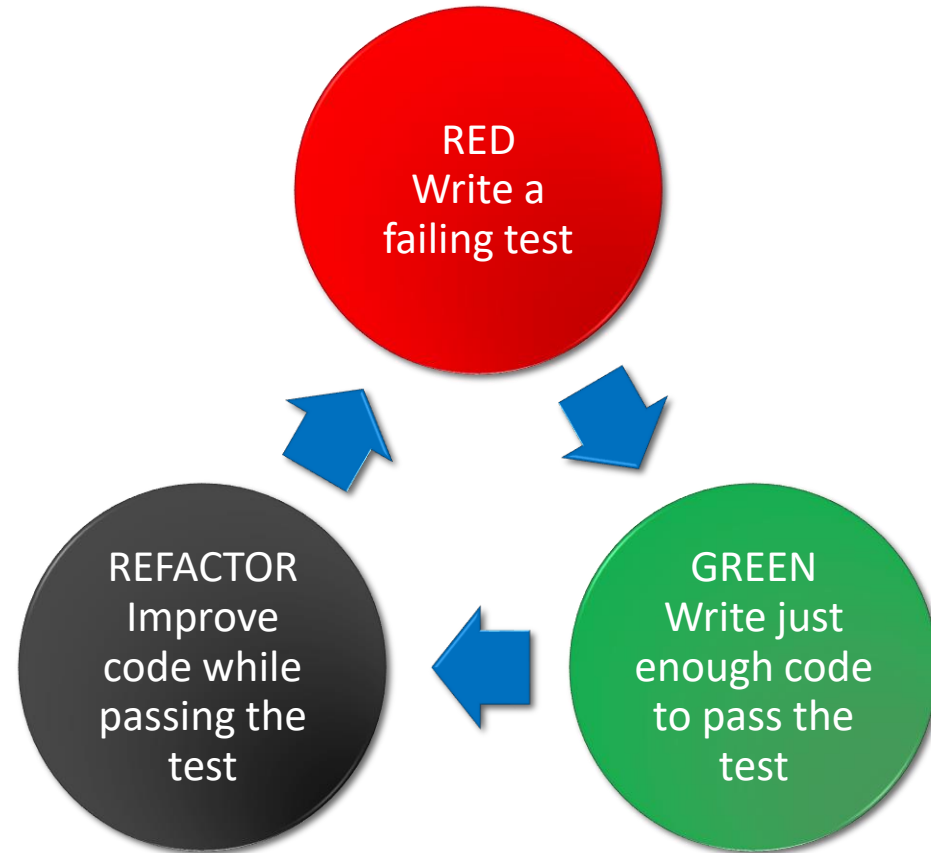 RED
Write a
failing test
REFACTOR
Improve
code while
passing the
test
GREEN
Write just
enough code
to pass the
test